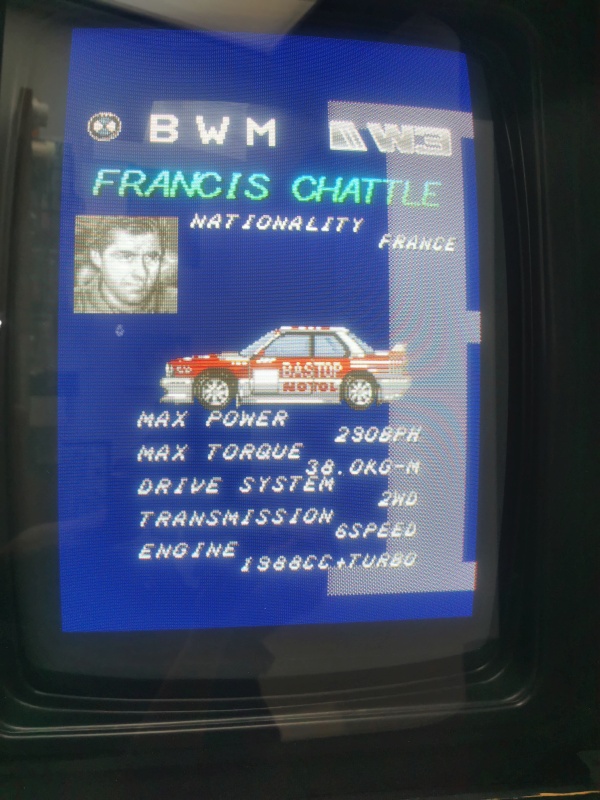 BWM W3
FRANCIS CHATTLE
NATIONALITY
FRANCE
BASTOP
MOTOL
MAX POWER
230BPH
MAX TORQUE
38.0KG-M
DRIVE SYSTEM
2WD
TRANSMISSION
6SPEED
ENGINE
1988CC+TURBO